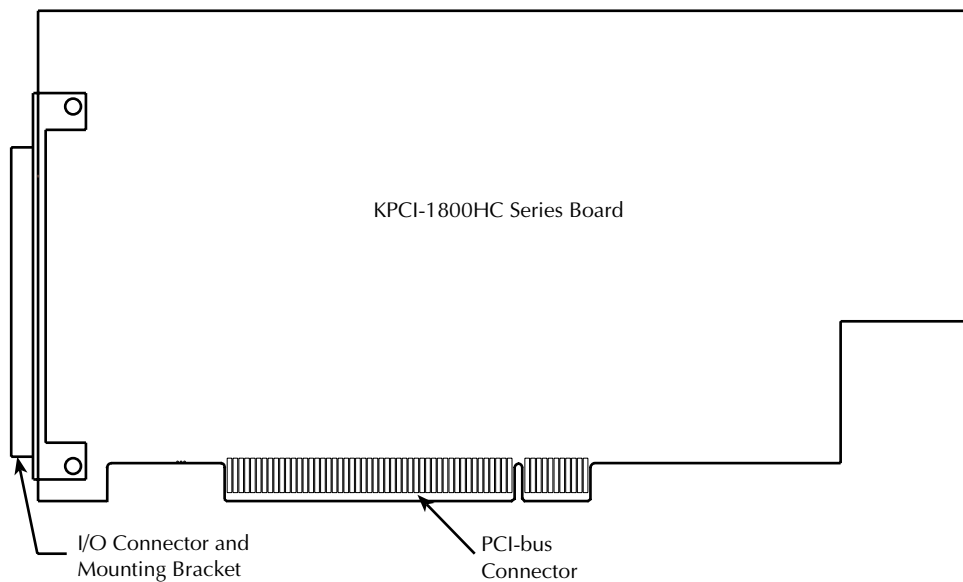 KPCI-1800HC Series Board
I/O Connector and
Mounting Bracket
PCI-bus
Connector